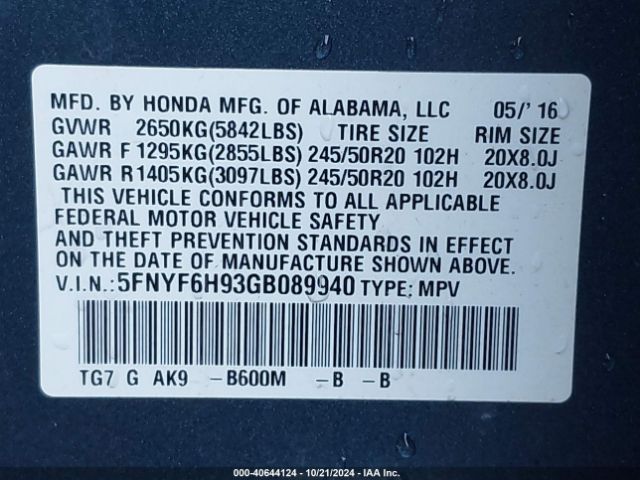 MFD. BY HONDA MFG. OF ALABAMA, LLC 05/' 16
GVWR 2650KG(5842LBS) TIRE SIZE RIM SIZE
GAWR F 1295KG(2855LBS) 245/50R20 102H 20X8.0J
GAWR R 1405KG(3097LBS) 245/50R20 102H 20X8.0J
THIS VEHICLE CONFORMS TO ALL APPLICABLE
FEDERAL MOTOR VEHICLE SAFETY
AND THEFT PREVENTION STANDARDS IN EFFECT
ON THE DATE OF MANUFACTURE SHOWN ABOVE.
V.I.N.: 5FNYF6H93GB089940 TYPE: MPV
TG7 G AK9 -B600M -B -B
000-40644124 - 10/21/2024 - IAA Inc.